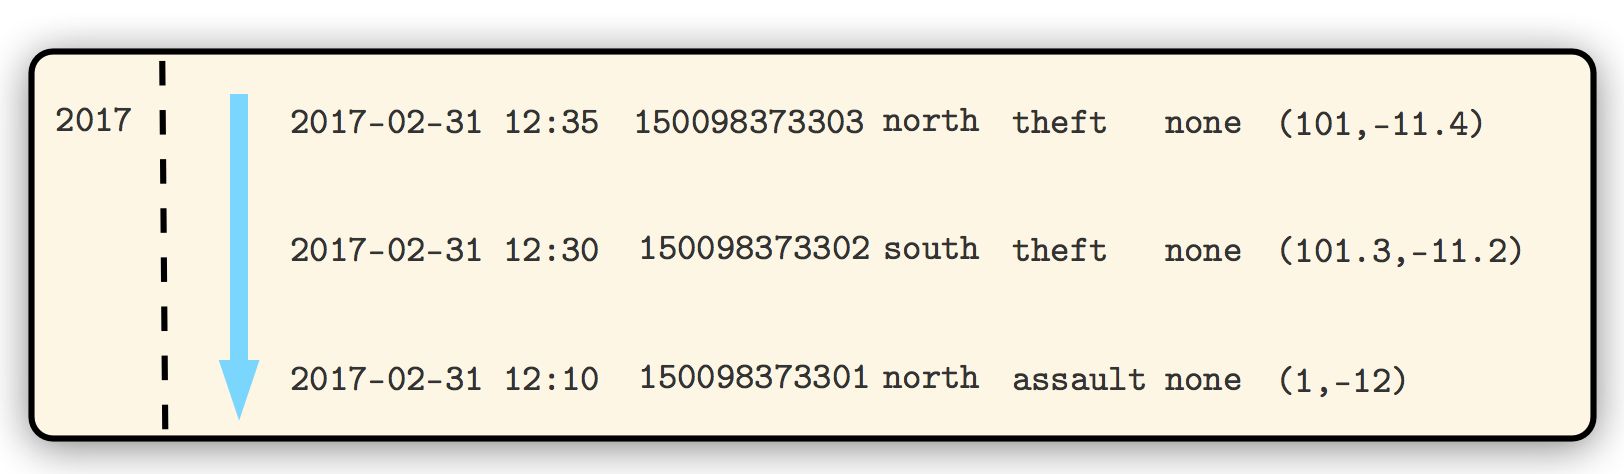 2017 2017-02-31 12:35 150098373303 north theft none (101,-11.4)
2017-02-31 12:30 150098373302 south theft none (101.3,-11.2)
2017-02-31 12:10 150098373301 north assault none (1,-12)